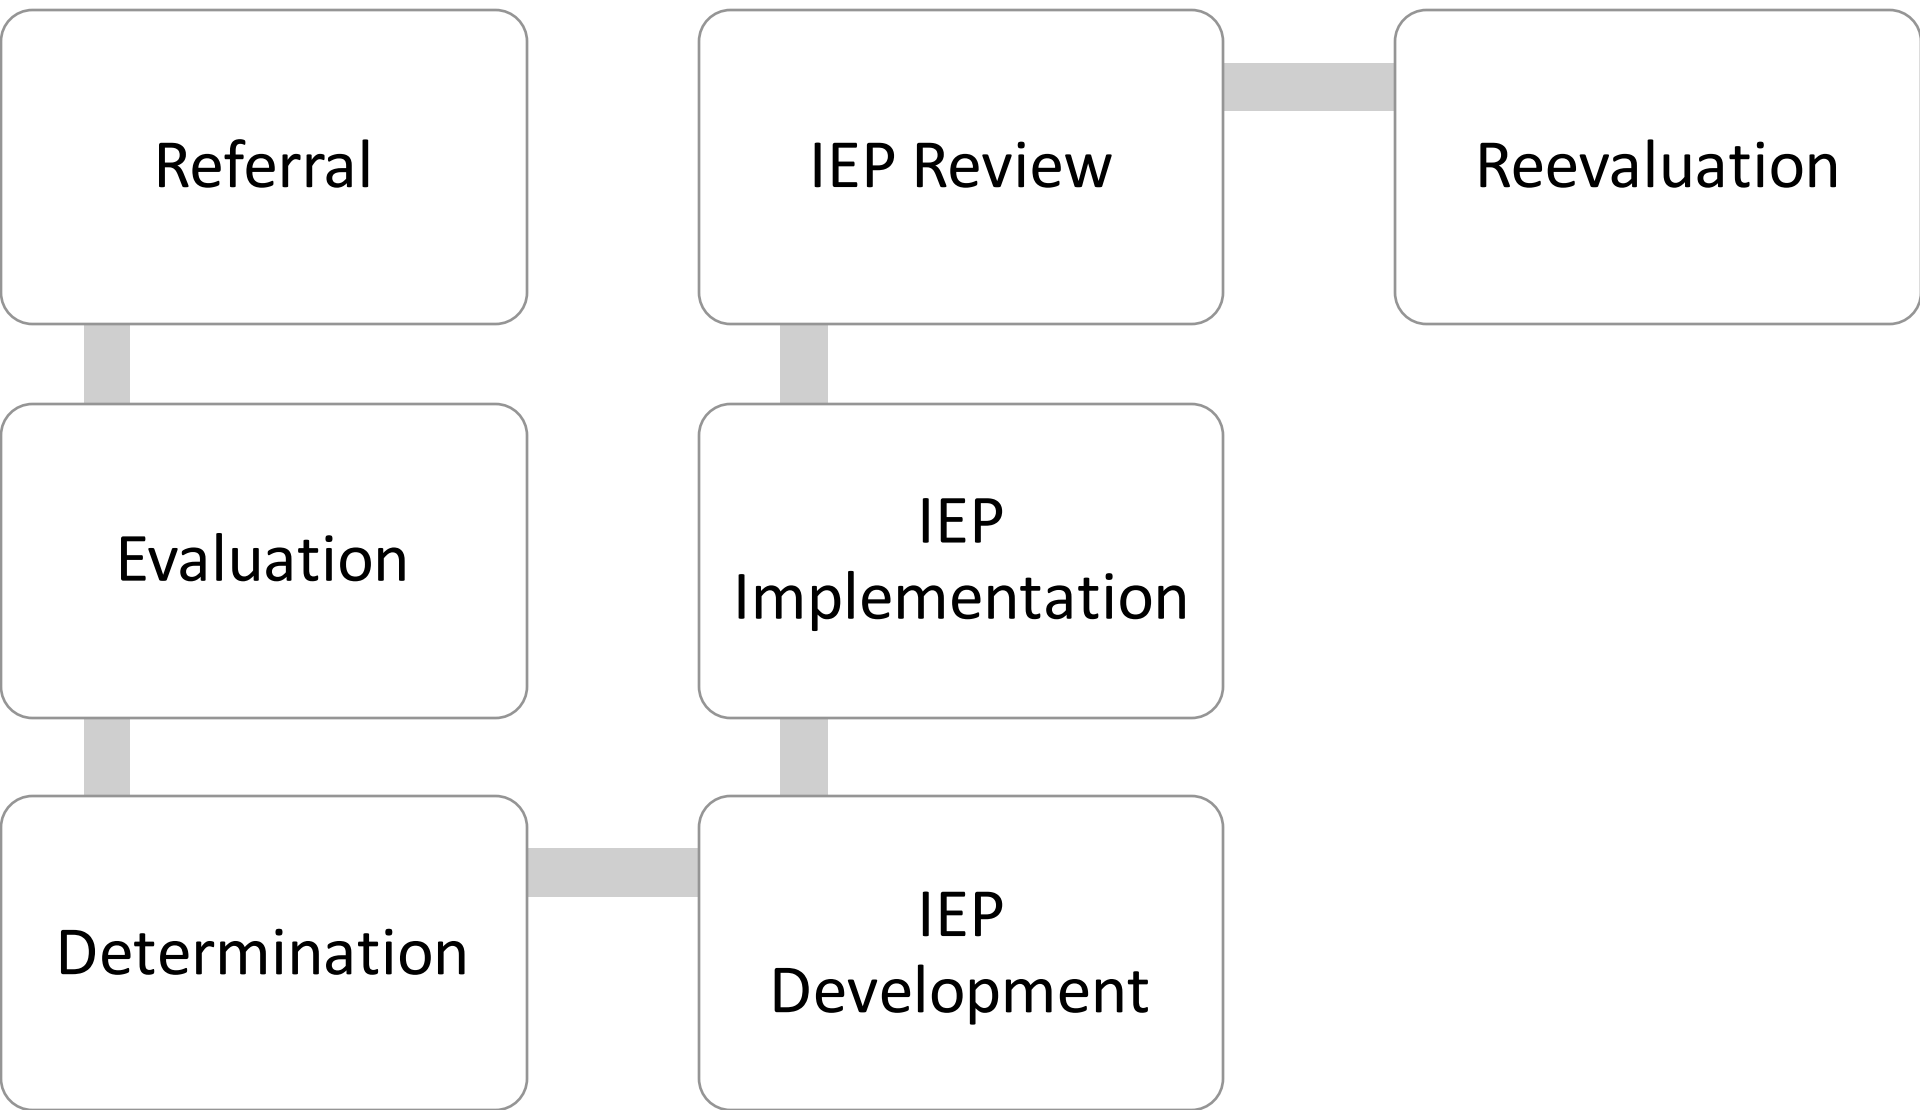 Referral
Evaluation
Determination
IEP
Development
IEP
Implementation
IEP Review
Reevaluation